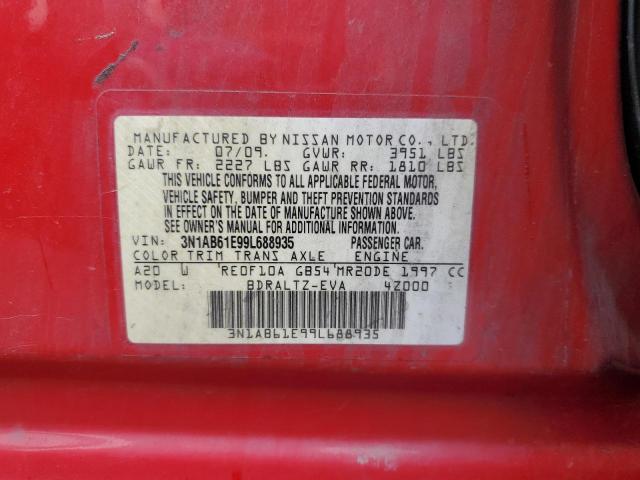 MANUFACTURED BY NISSAN MOTOR CO., LTD.
DATE: 07/09. GVWR: 3951 LBS
GAWR FR: 2227 LBS GAWR RR: 1810 LBS
THIS VEHICLE CONFORMS TO ALL APPLICABLE FEDERAL MOTOR,
VEHICLE SAFETY, BUMPER AND THEFT PREVENTION STANDARDS
IN EFFECT ON THE DATE OF MANUFACTURE SHOWN ABOVE.
SEE OWNER'S MANUAL FOR ADDITIONAL INFORMATION.
VIN: 3N1AB61E99L688935 PASSENGER CAR.
COLOR TRIM TRANS AXLE ENGINE
A20 W RE0F10A GB54 MR20DE 1997 CC
MODEL: BDRALTZ-EVA 4Z000
3N1AB61E99L688935